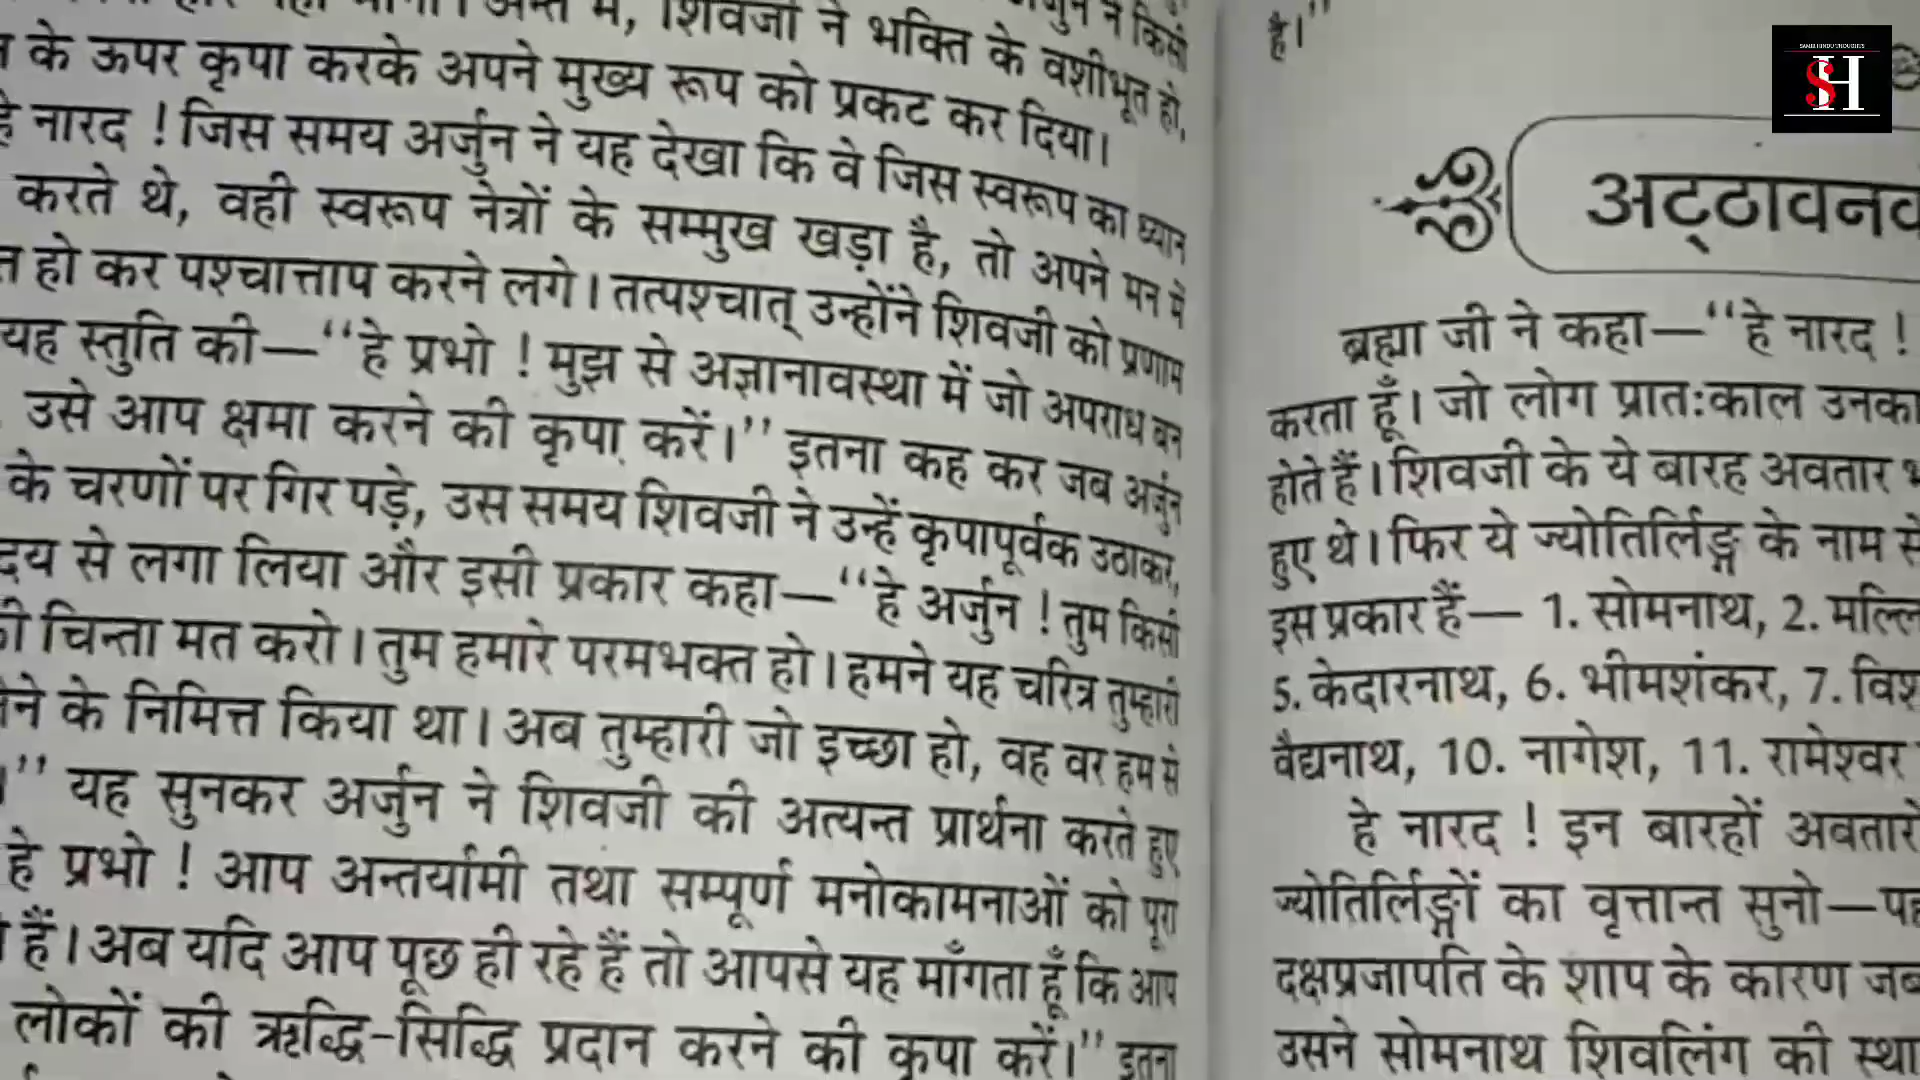 शिवजी ने भक्ति के वशीभूत हो,
के ऊपर कृपा करके अपने मुख्य रूप को प्रकट कर दिया।
नारद ! जिस समय अर्जुन ने यह देखा कि वे जिस स्वरूप का ध्यान
करते थे, वही स्वरूप नेत्रों के सम्मुख खड़ा है, तो अपने मन में
हो कर पश्चात्ताप करने लगे। तत्पश्चात् उन्होंने शिवजी को प्रणाम
यह स्तुति की—‘‘हे प्रभो ! मुझ से अज्ञानावस्था में जो अपराध बन
उसे आप क्षमा करने की कृपा करें।’’ इतना कह कर जब अर्जुन
के चरणों पर गिर पड़े, उस समय शिवजी ने उन्हें कृपापूर्वक उठाकर,
से लगा लिया और इसी प्रकार कहा—‘‘हे अर्जुन ! तुम किसी
चिन्ता मत करो। तुम हमारे परमभक्त हो। हमने यह चरित्र तुम्हारी
के निमित्त किया था। अब तुम्हारी जो इच्छा हो, वह वर हम से
’’ यह सुनकर अर्जुन ने शिवजी की अत्यन्त प्रार्थना करते हुए
हे प्रभो ! आप अन्तर्यामी तथा सम्पूर्ण मनोकामनाओं को पूरा
हैं। अब यदि आप पूछ ही रहे हैं तो आपसे यह माँगता हूँ कि आप
लोकों की ऋद्धि-सिद्धि प्रदान करने की कृपा करें।’’ इतना
है।’’
SAMIR HINDU THOUGHTS
SH
ब्रह्मा जी ने कहा—‘‘हे नारद !
करता हूँ। जो लोग प्रात:काल उनका
होते हैं। शिवजी के ये बारह अवतार
हुए थे। फिर ये ज्योतिर्लिङ्ग के नाम से
इस प्रकार हैं— 1. सोमनाथ, 2.
5. केदारनाथ, 6. भीमशंकर, 7.
वैद्यनाथ, 10. नागेश, 11. रामेश्वर
हे नारद ! इन बारहों
ज्योतिर्लिङ्गों का वृत्तान्त सुनो—
दक्षप्रजापति के शाप के कारण जब
उसने सोमनाथ शिवलिंग की